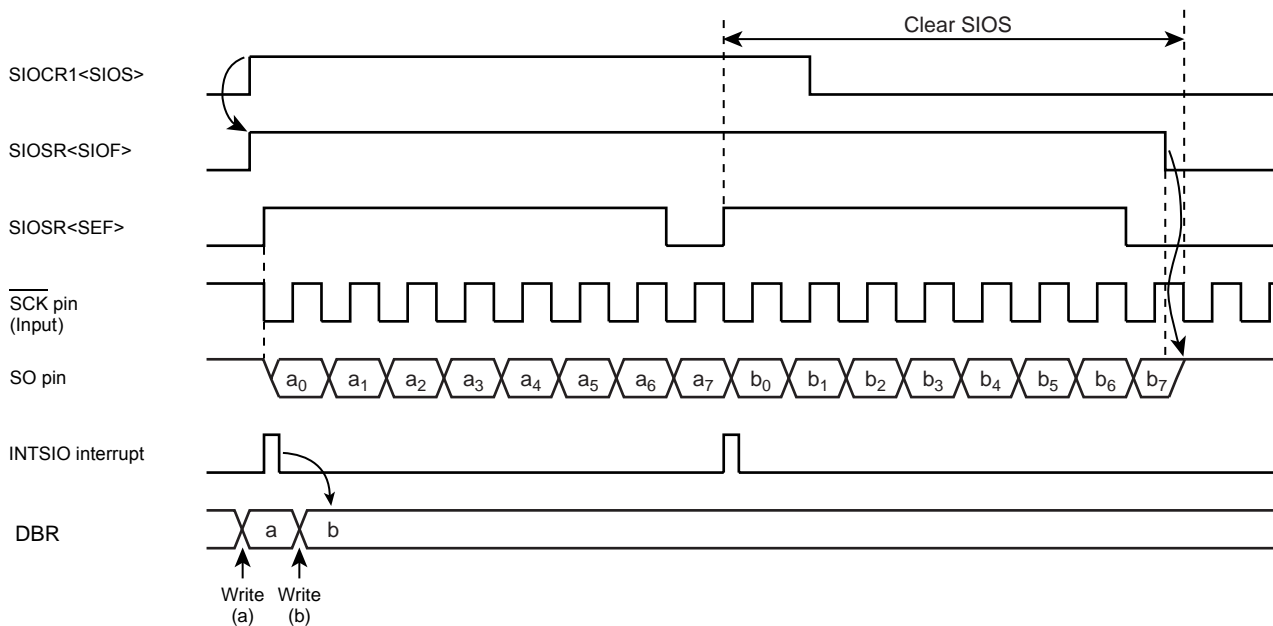 Clear SIOS
SIOCR1<SIOS>
SIOSR<SIOF>
SIOSR<SEF>
SCK pin
(Input)
SO pin
a0 a1 a2 a3 a4 a5 a6 a7 b0 b1 b2 b3 b4 b5 b6 b7
INTSIO interrupt
DBR
a b
Write Write
(a) (b)